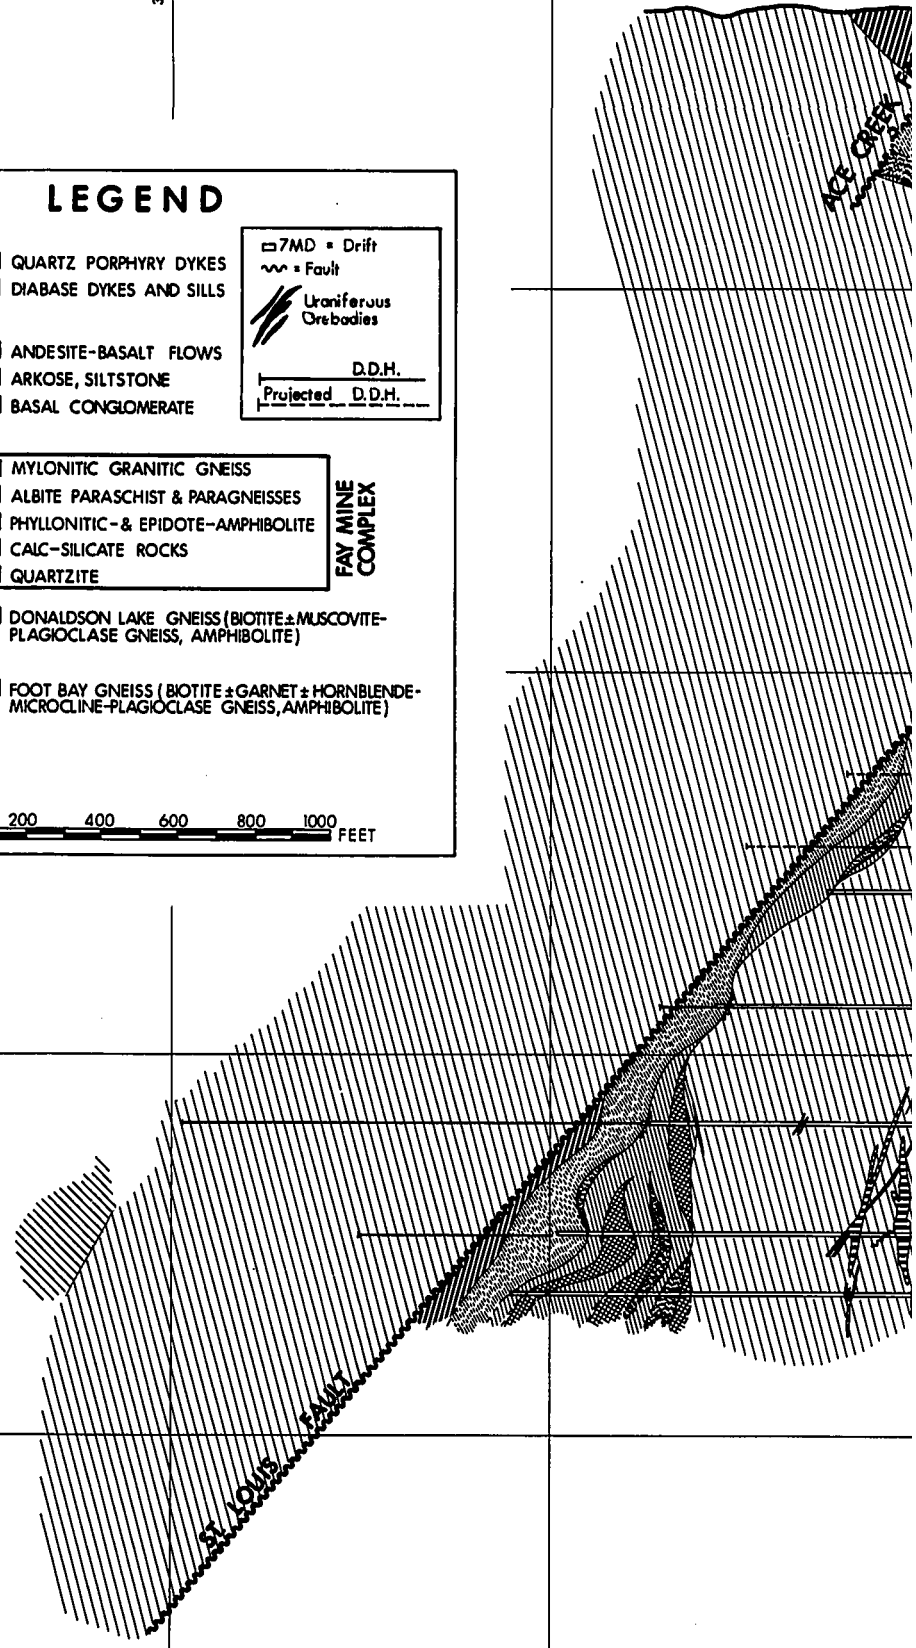 ACE CREEK
LEGEND
QUARTZ PORPHYRY DYKES
DIABASE DYKES AND SILLS
ANDESITE-BASALT FLOWS
ARKOSE, SILTSTONE
BASAL CONGLOMERATE
7MD = Drift
= Fault
Uraniferous
Orebodies
D.D.H.
Projected D.D.H.
MYLONITIC GRANITIC GNEISS
ALBITE PARASCHIST & PARAGNEISSES
PHYLLONITIC-& EPIDOTE-AMPHIBOLITE
CALC-SILICATE ROCKS
QUARTZITE
FAY MINE
COMPLEX
DONALDSON LAKE GNEISS (BIOTITE±MUSCOVITE-
PLAGIOCLASE GNEISS, AMPHIBOLITE)
FOOT BAY GNEISS (BIOTITE±GARNET±HORNBLENDE-
MICROCLINE-PLAGIOCLASE GNEISS, AMPHIBOLITE)
200 400 600 800 1000 FEET
ST. LOUIS FAULT